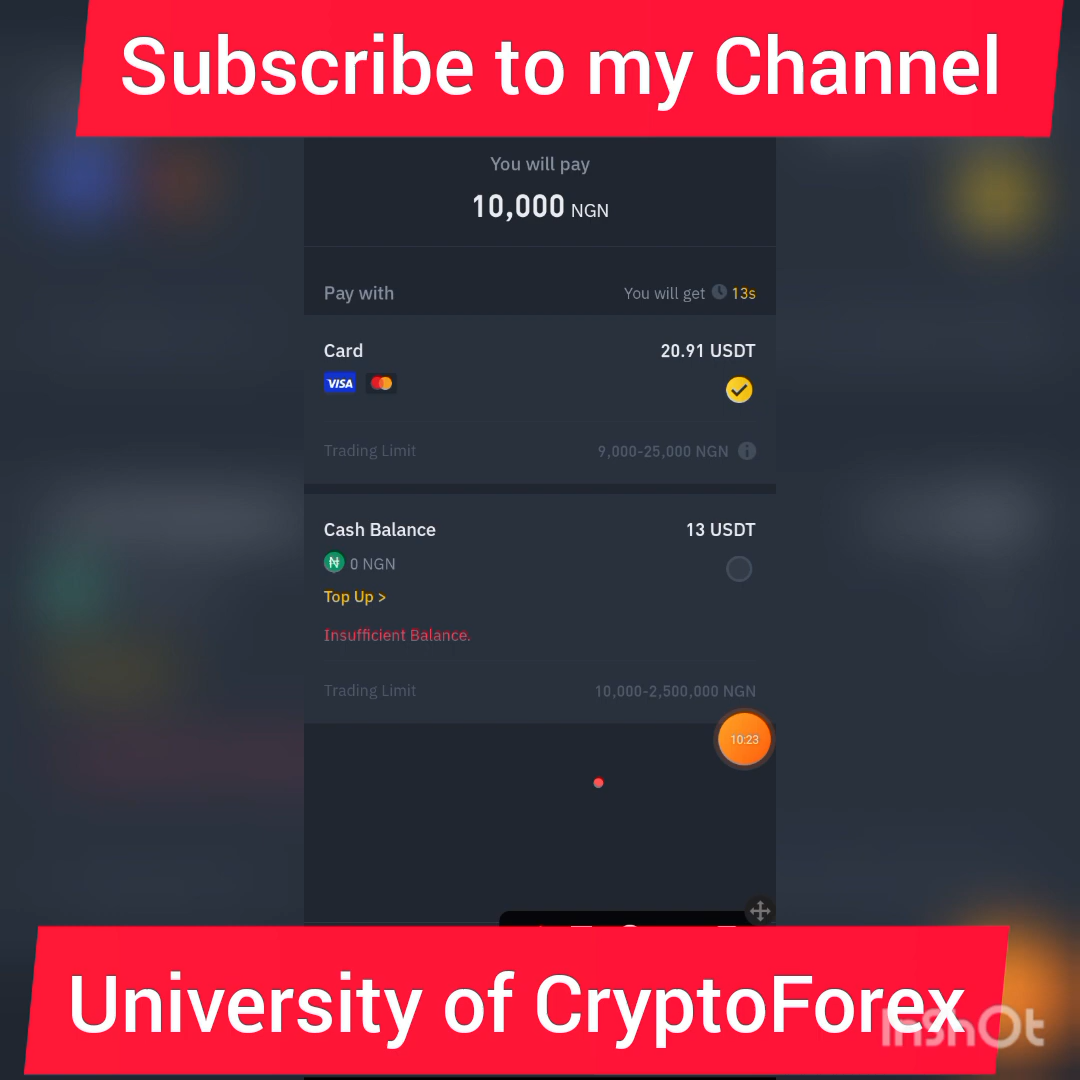 Subscribe to my Channel
You will pay
10,000 NGN
Pay with
You will get 13s
Card
20.91 USDT
VISA
Trading Limit
9,000-25,000 NGN
Cash Balance
13 USDT
₦ 0 NGN
Top Up >
Insufficient Balance.
Trading Limit
10,000-2,500,000 NGN
10:23
University of CryptoForex
InshOt